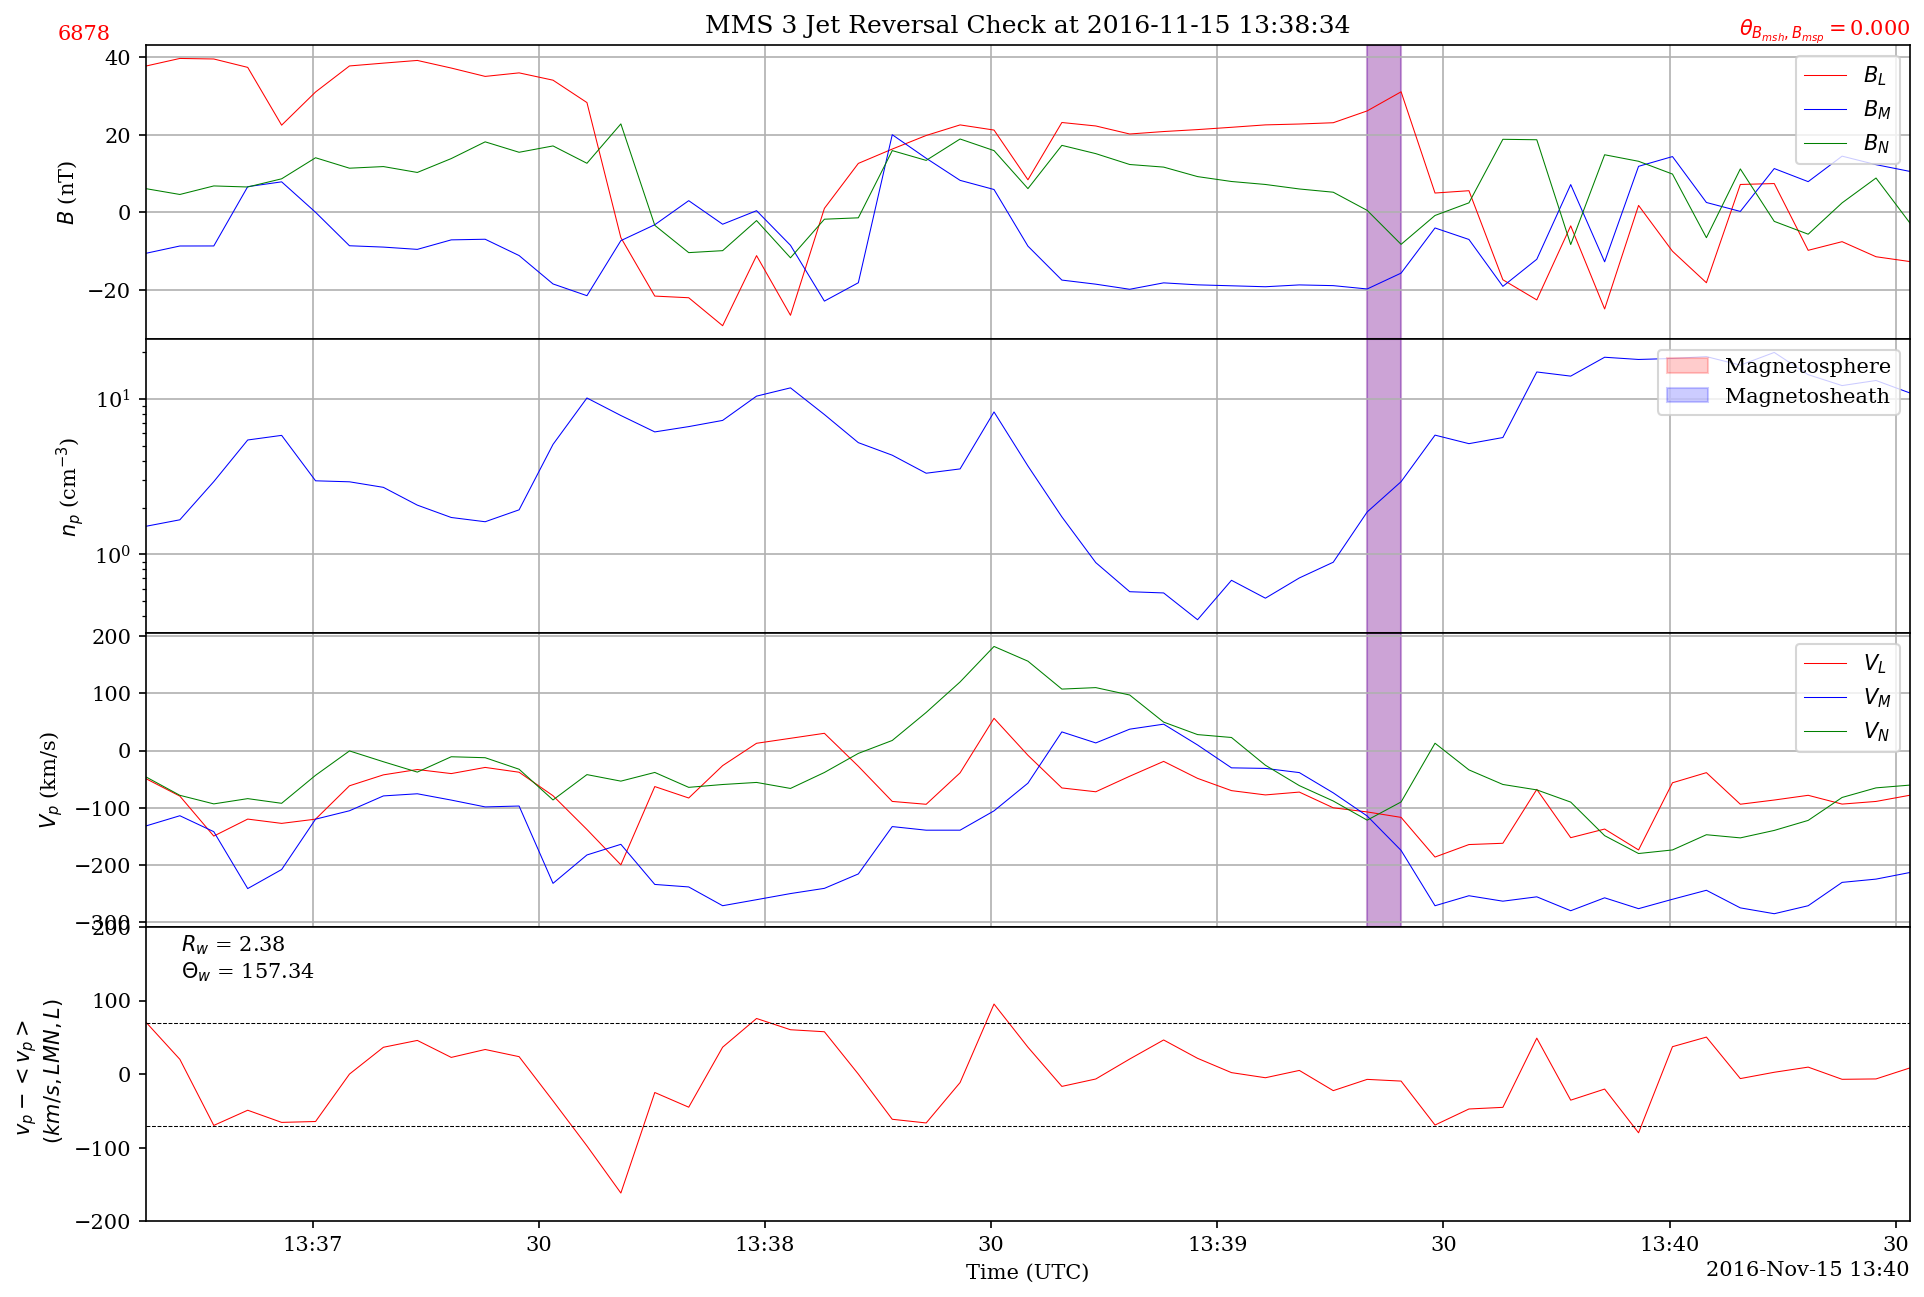 MMS 3 Jet Reversal Check at 2016-11-15 13:38:34
6878
θ_{B_{msh}, B_{msp}} = 0.000
40
20
0
−20
B (nT)
B_L
B_M
B_N
10¹
10⁰
n_p (cm⁻³)
Magnetosphere
Magnetosheath
200
100
0
−100
−200
−300
V_p (km/s)
V_L
V_M
V_N
200
100
0
−100
−200
v_p − < v_p >
(km/s, LMN, L)
R_w = 2.38
Θ_w = 157.34
13:37 30 13:38 30 13:39 30 13:40 30
Time (UTC)
2016-Nov-15 13:40